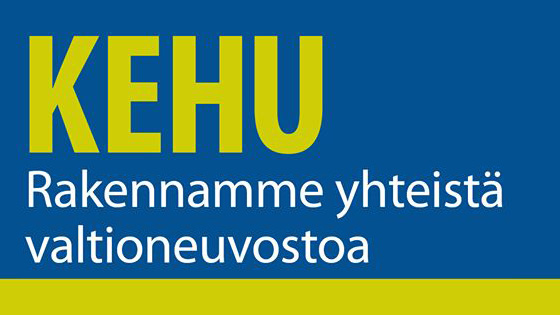 KEHU
Rakennamme yhteistä
valtioneuvostoa